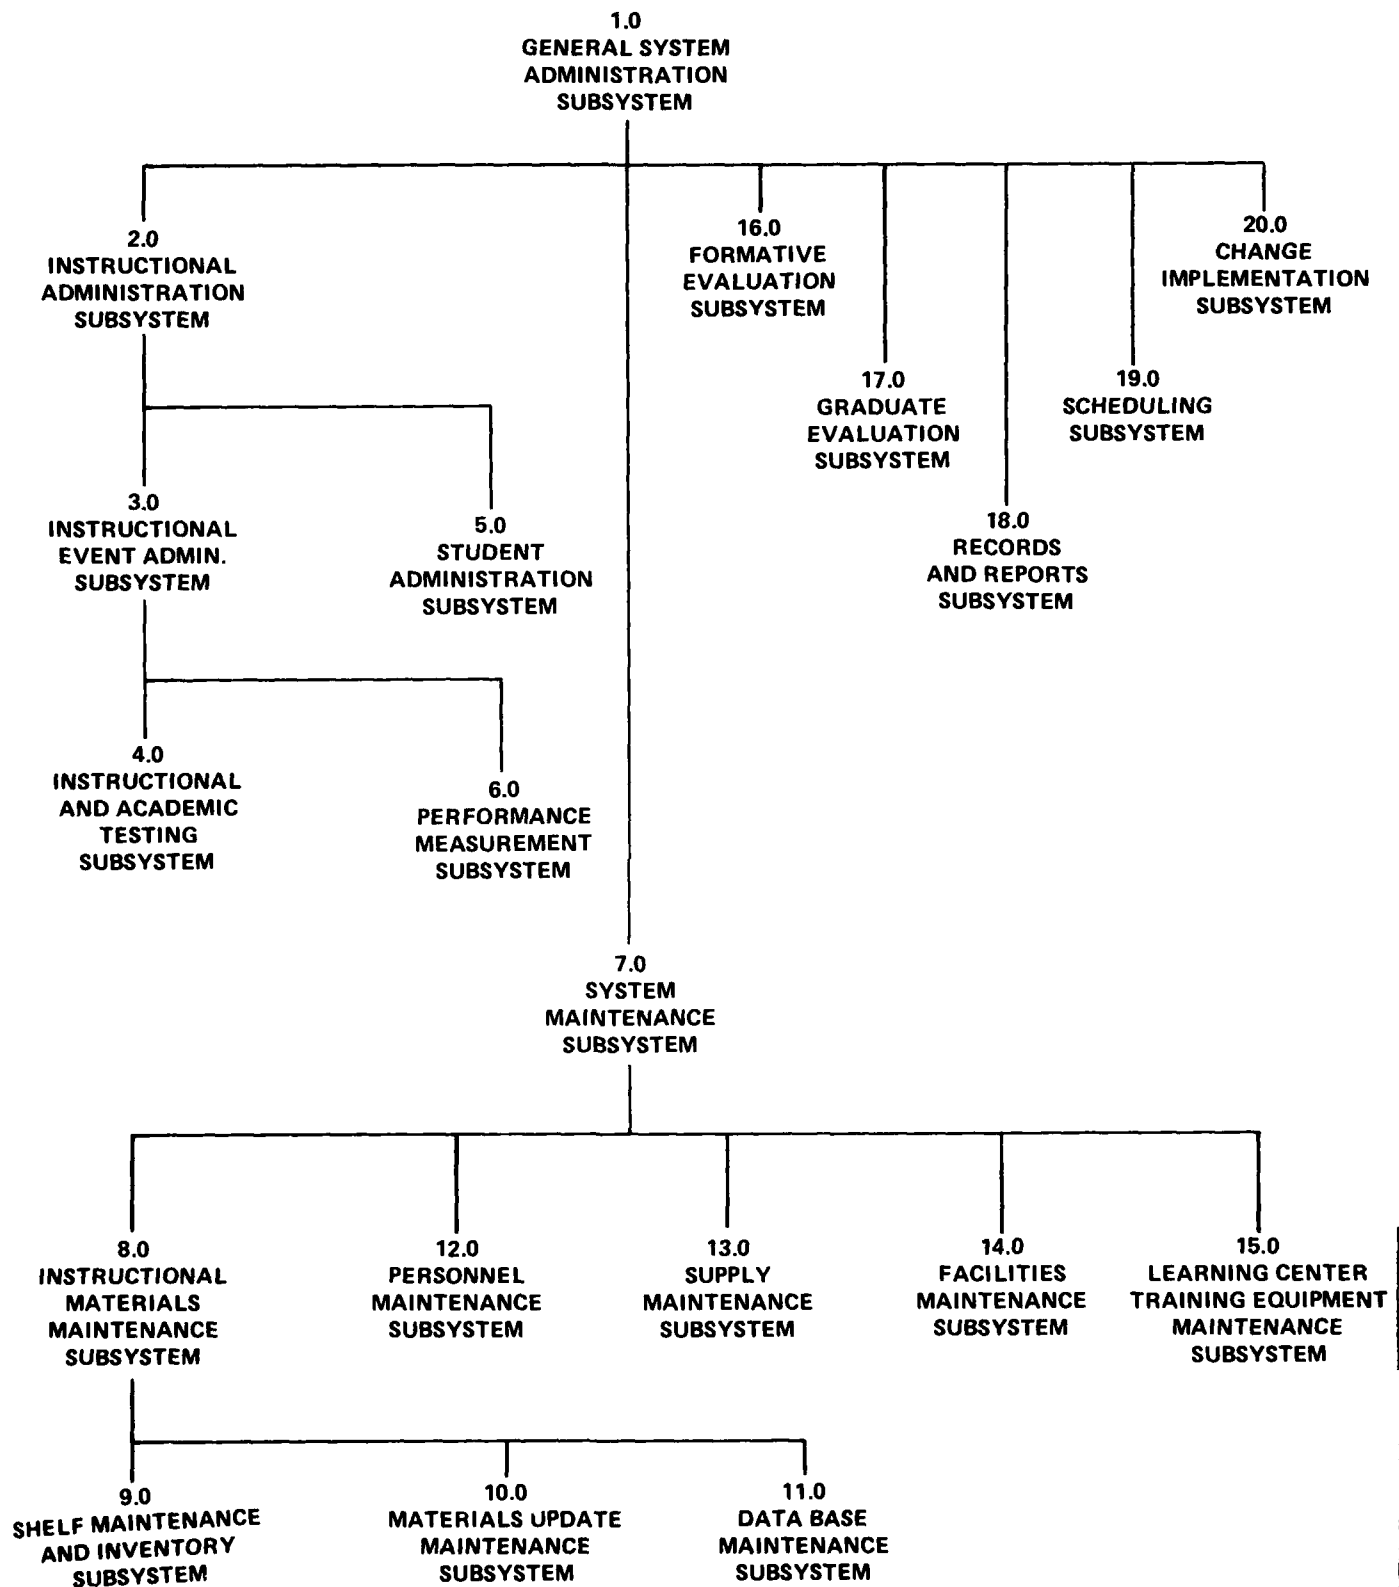 1.0
GENERAL SYSTEM
ADMINISTRATION
SUBSYSTEM
2.0
INSTRUCTIONAL
ADMINISTRATION
SUBSYSTEM
16.0
FORMATIVE
EVALUATION
SUBSYSTEM
20.0
CHANGE
IMPLEMENTATION
SUBSYSTEM
17.0
GRADUATE
EVALUATION
SUBSYSTEM
19.0
SCHEDULING
SUBSYSTEM
3.0
INSTRUCTIONAL
EVENT ADMIN.
SUBSYSTEM
5.0
STUDENT
ADMINISTRATION
SUBSYSTEM
18.0
RECORDS
AND REPORTS
SUBSYSTEM
4.0
INSTRUCTIONAL
AND ACADEMIC
TESTING
SUBSYSTEM
6.0
PERFORMANCE
MEASUREMENT
SUBSYSTEM
7.0
SYSTEM
MAINTENANCE
SUBSYSTEM
8.0
INSTRUCTIONAL
MATERIALS
MAINTENANCE
SUBSYSTEM
12.0
PERSONNEL
MAINTENANCE
SUBSYSTEM
13.0
SUPPLY
MAINTENANCE
SUBSYSTEM
14.0
FACILITIES
MAINTENANCE
SUBSYSTEM
15.0
LEARNING CENTER
TRAINING EQUIPMENT
MAINTENANCE
SUBSYSTEM
9.0
SHELF MAINTENANCE
AND INVENTORY
SUBSYSTEM
10.0
MATERIALS UPDATE
MAINTENANCE
SUBSYSTEM
11.0
DATA BASE
MAINTENANCE
SUBSYSTEM